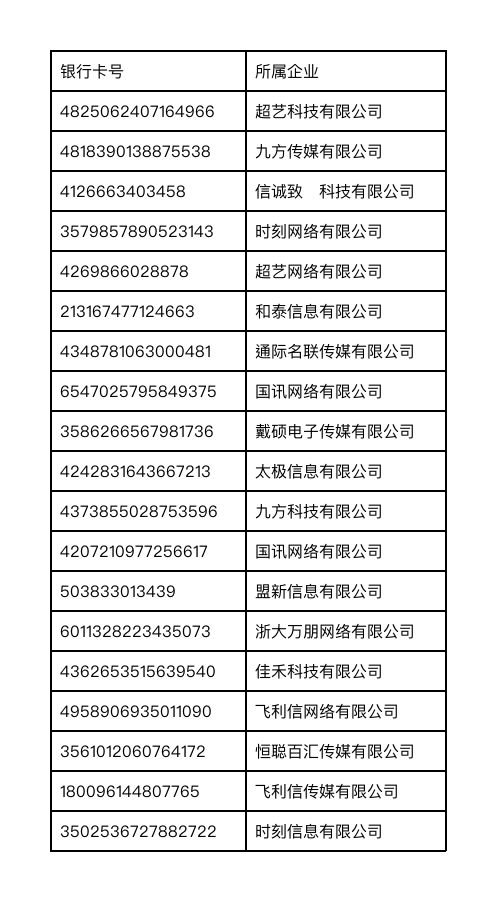 银行卡号 所属企业
4825062407164966 超艺科技有限公司
4818390138875538 九方传媒有限公司
4126663403458 信诚致　科技有限公司
3579857890523143 时刻网络有限公司
4269866028878 超艺网络有限公司
213167477124663 和泰信息有限公司
4348781063000481 通际名联传媒有限公司
6547025795849375 国讯网络有限公司
3586266567981736 戴硕电子传媒有限公司
4242831643667213 太极信息有限公司
4373855028753596 九方科技有限公司
4207210977256617 国讯网络有限公司
503833013439 盟新信息有限公司
6011328223435073 浙大万朋网络有限公司
4362653515639540 佳禾科技有限公司
4958906935011090 飞利信网络有限公司
3561012060764172 恒聪百汇传媒有限公司
180096144807765 飞利信传媒有限公司
3502536727882722 时刻信息有限公司